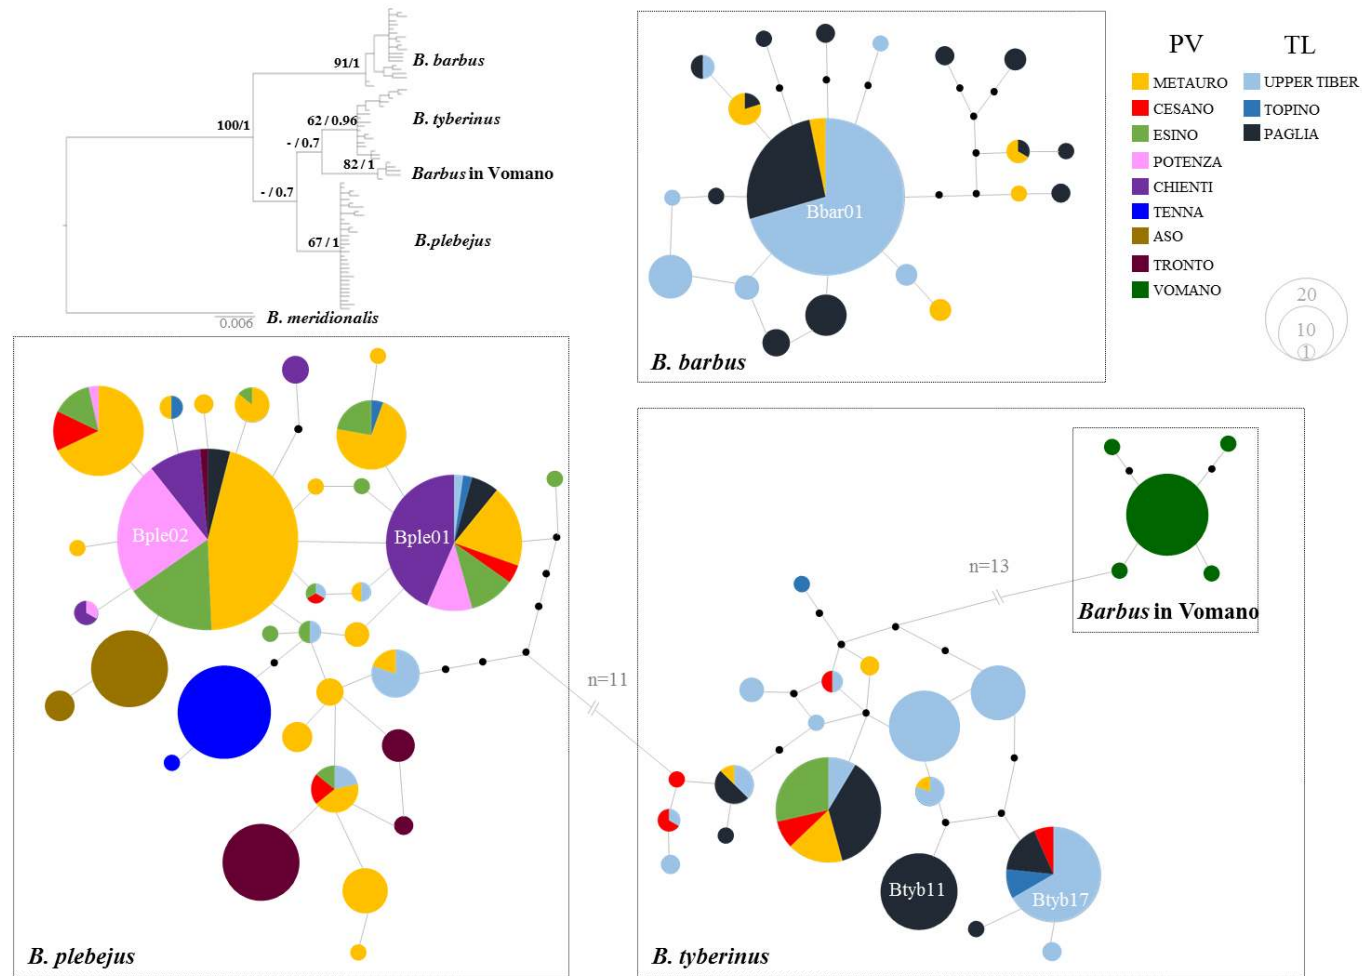 B. barbus
91/1
B. tyberinus
62 / 0.96
100/1
- / 0.7
82 / 1
Barbus in Vomano
- / 0.7
67 / 1
B.plebejus
B. meridionalis
0.006
Bbar01
B. barbus
PV
TL
METAURO
UPPER TIBER
CESANO
TOPINO
ESINO
PAGLIA
POTENZA
CHIENTI
TENNA
ASO
TRONTO
VOMANO
20
10
1
Bple02
Bple01
n=11
B. plebejus
n=13
Barbus in Vomano
Btyb11
Btyb17
B. tyberinus